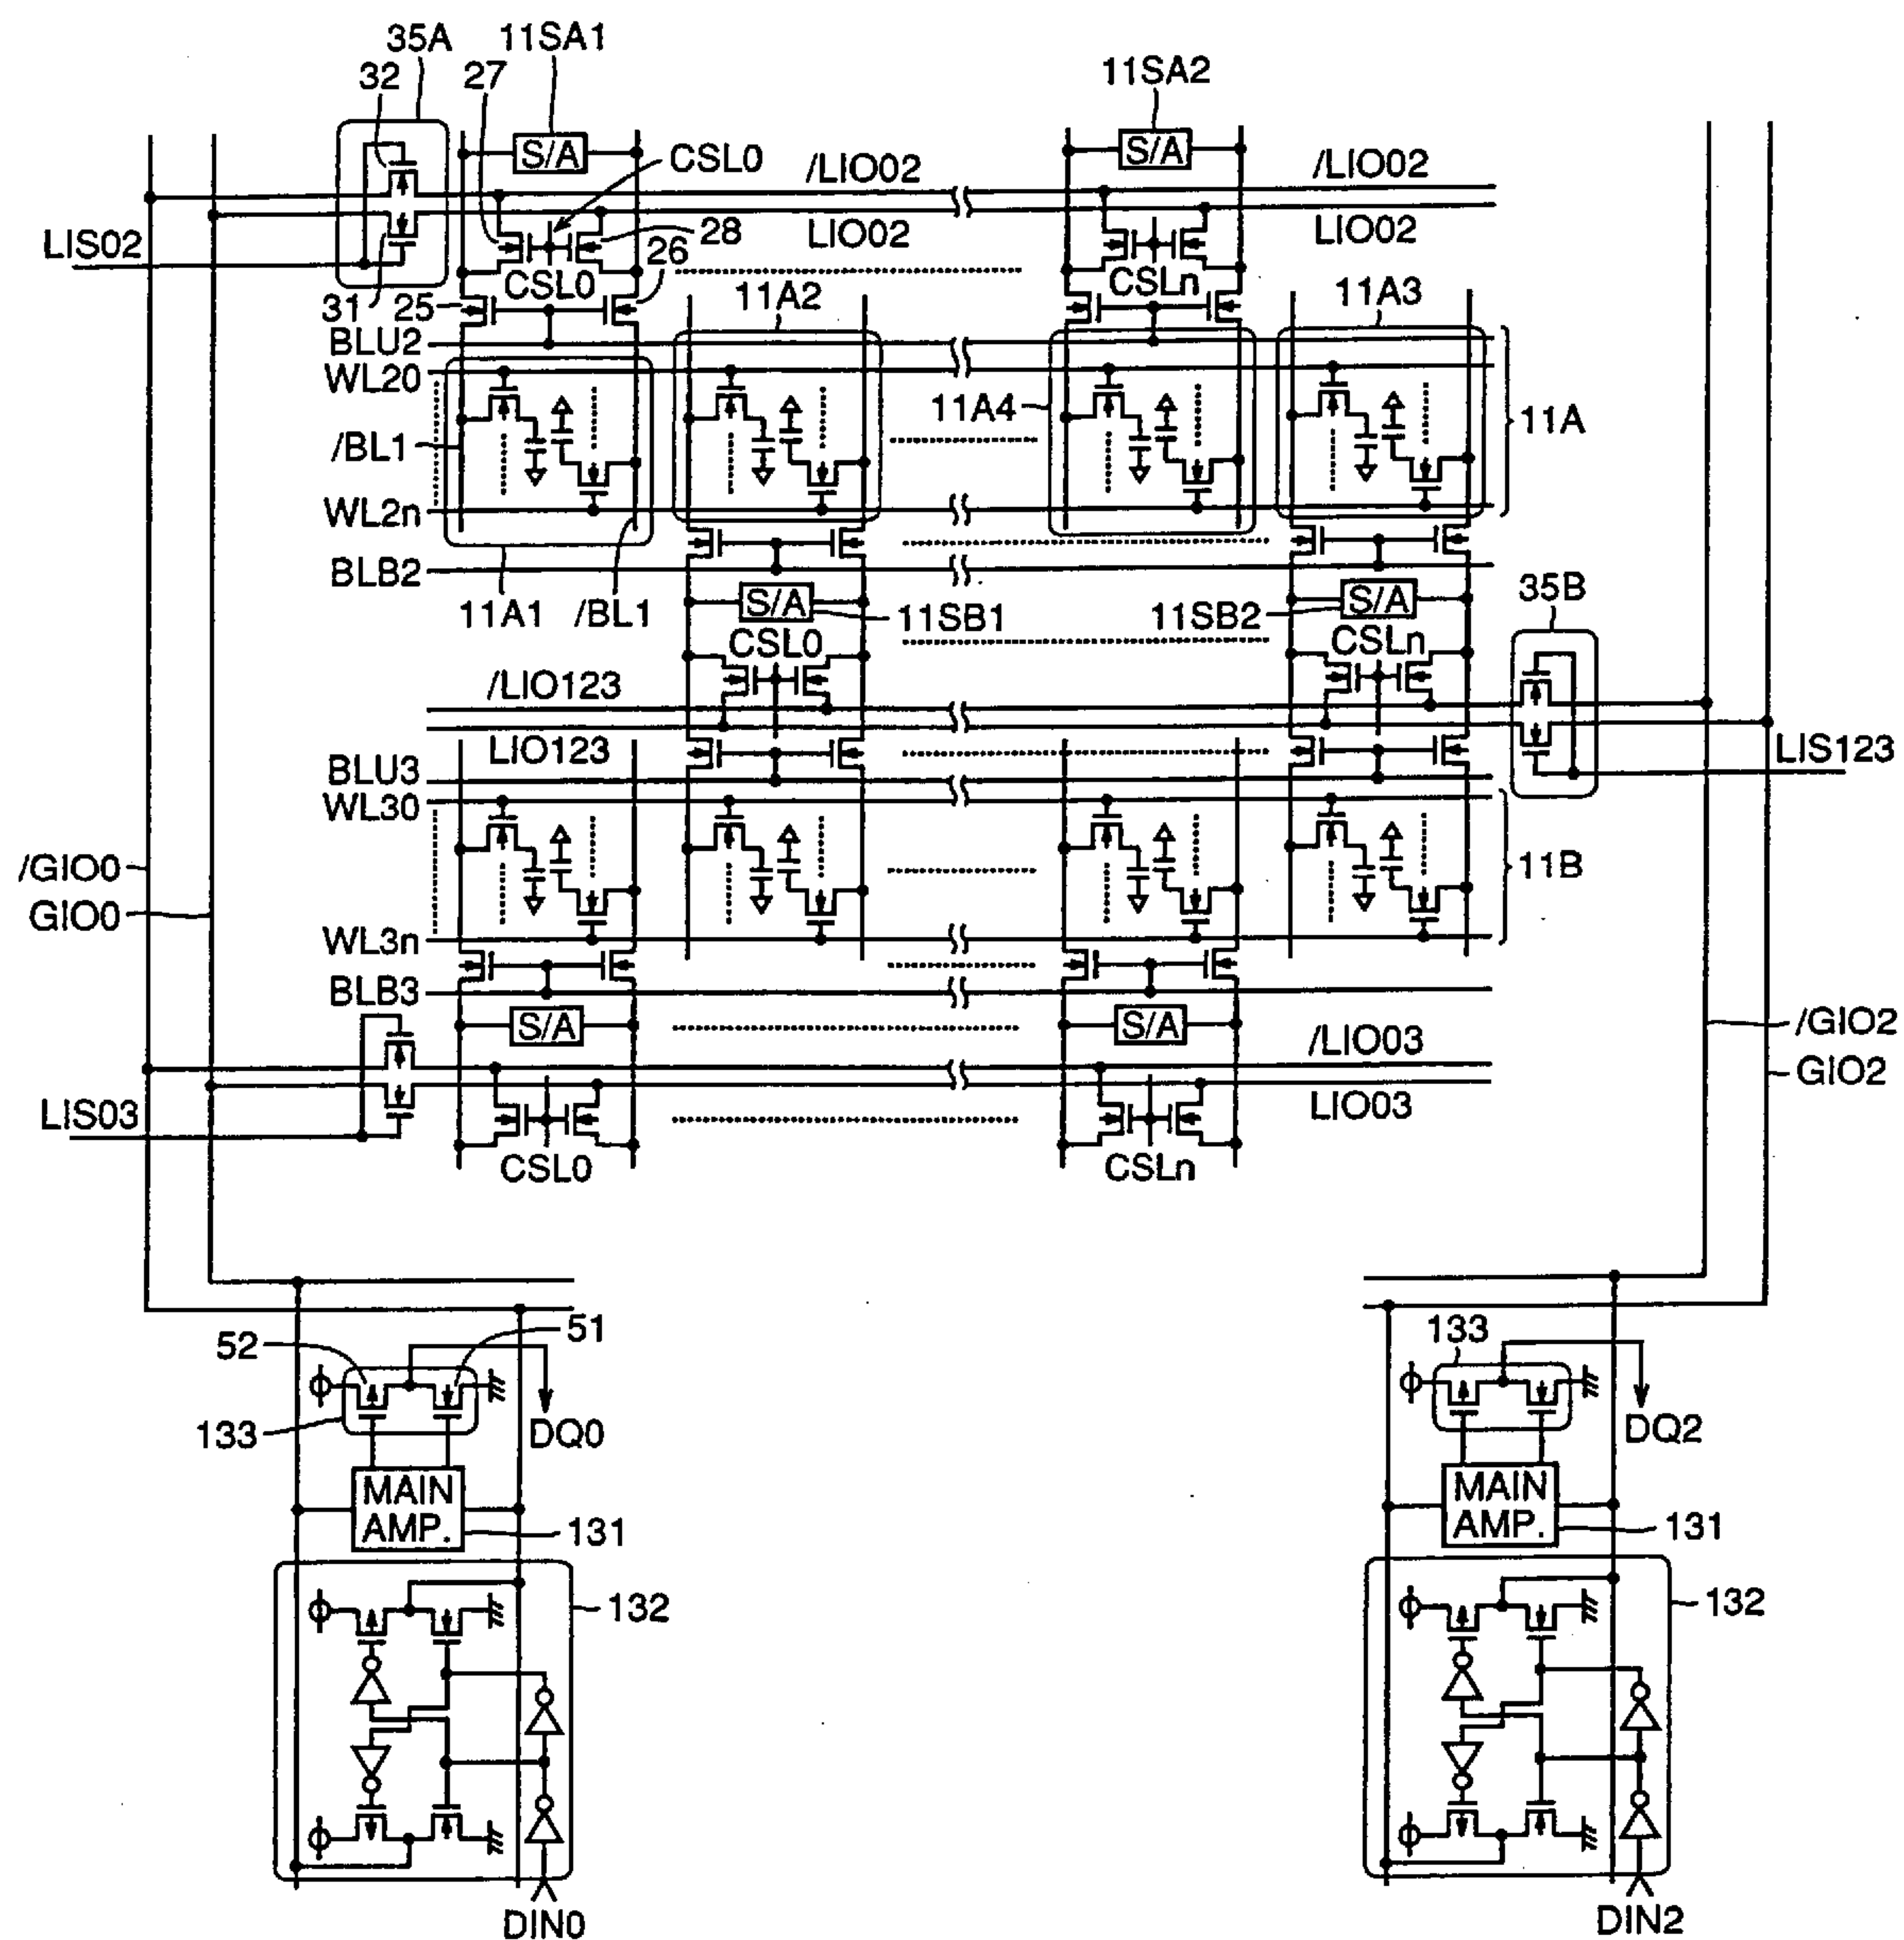 35A
11SA1
32
27
11SA2
S/A
CSL0
S/A
/LIO02
/LIO02
LIS02
28
LIO02
LIO02
26
CSL0
CSLn
31
25
11A2
11A3
BLU2
WL20
11A4
11A
/BL1
WL2n
BLB2
11A1
/BL1
S/A
11SB1
11SB2
S/A
35B
CSL0
CSLn
/LIO123
LIO123
LIS123
BLU3
WL30
/GIO0
11B
GIO0
WL3n
BLB3
S/A
S/A
/GIO2
/LIO03
GIO2
LIS03
LIO03
CSL0
CSLn
52
51
133
133
DQ0
DQ2
MAIN
AMP.
131
MAIN
AMP.
131
132
132
DIN0
DIN2